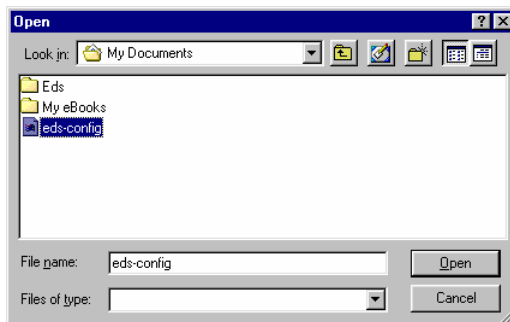 Open
Look in: My Documents
Eds
My eBooks
eds-config
File name: eds-config Open
Files of type: Cancel